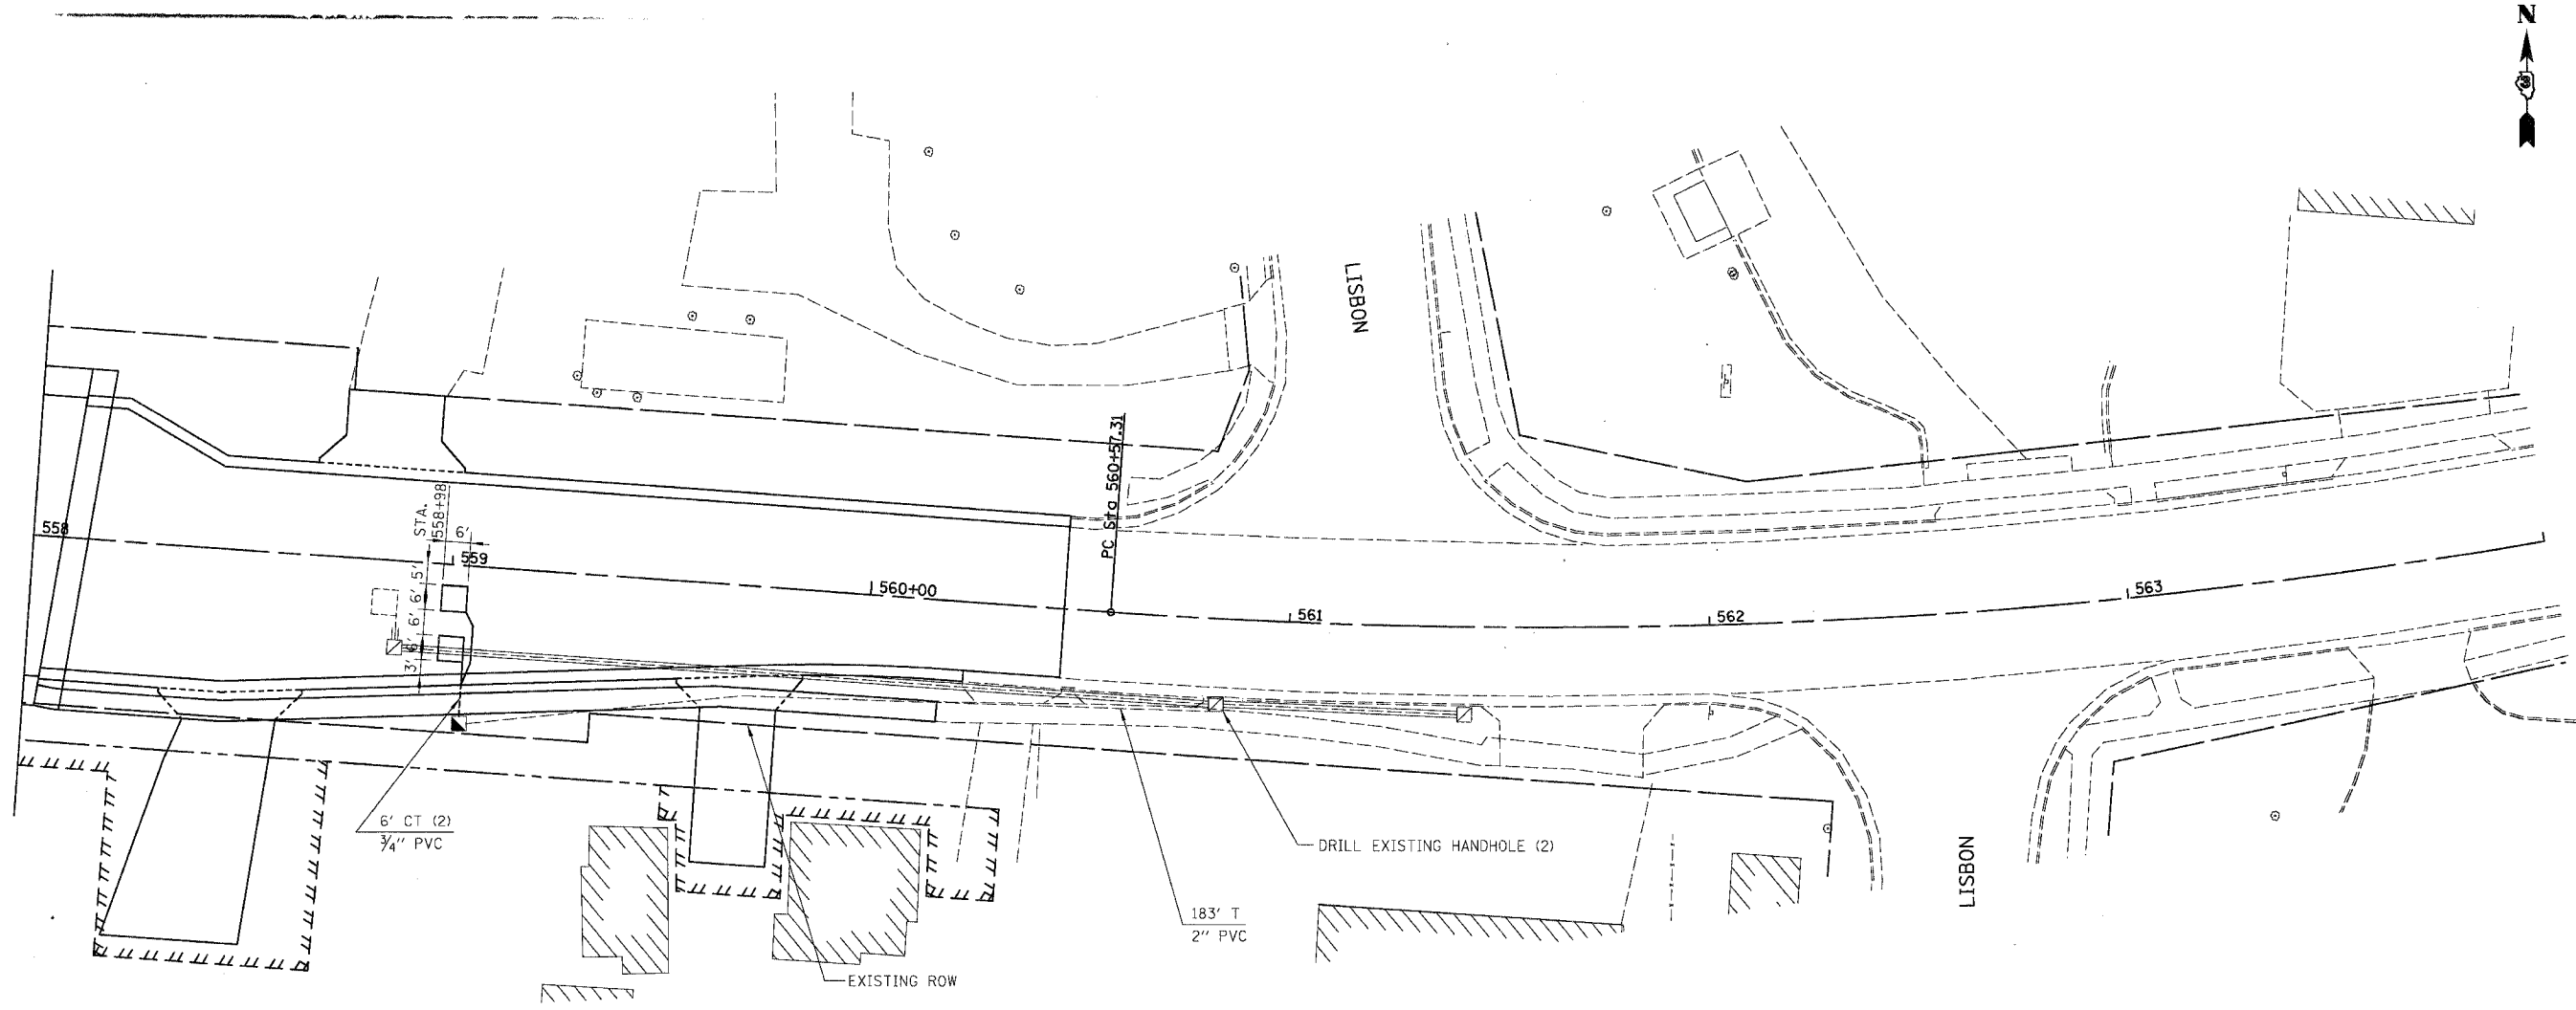 N
LISBON
PC Sta 560+57.31
STA.
558+98
6'
558
559
560+00
561
562
563
5'
6'
6'
6'
3'
6' CT (2)
3/4" PVC
DRILL EXISTING HANDHOLE (2)
LISBON
183' T
2" PVC
EXISTING ROW